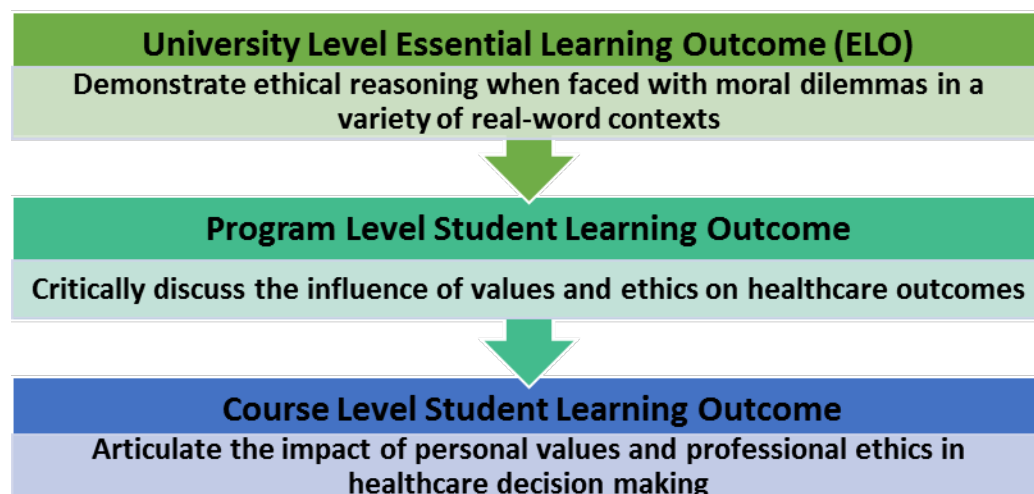 University Level Essential Learning Outcome (ELO)
Demonstrate ethical reasoning when faced with moral dilemmas in a
variety of real-word contexts
Program Level Student Learning Outcome
Critically discuss the influence of values and ethics on healthcare outcomes
Course Level Student Learning Outcome
Articulate the impact of personal values and professional ethics in
healthcare decision making